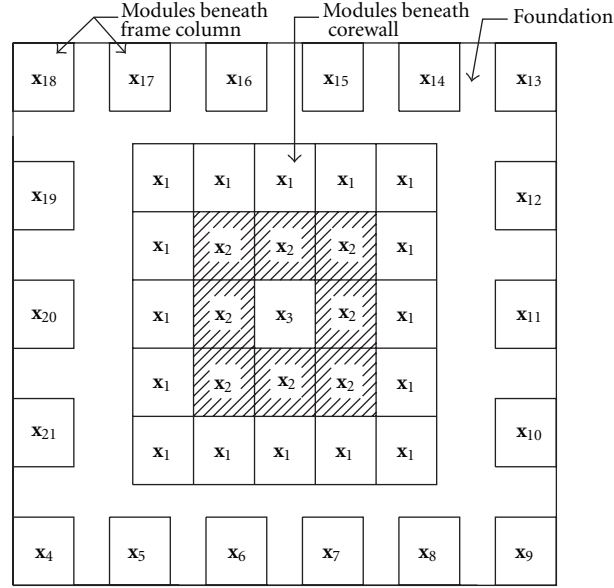 Modules beneath frame column
Modules beneath corewall
Foundation
x18 x17 x16 x15 x14 x13
x1 x1 x1 x1 x1
x19 x12
x1 x2 x2 x2 x1
x20 x1 x2 x3 x2 x1 x11
x1 x2 x2 x2 x1
x21 x10
x1 x1 x1 x1 x1
x4 x5 x6 x7 x8 x9